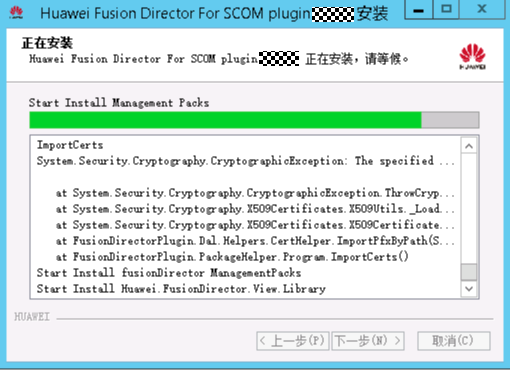 Huawei Fusion Director For SCOM plugin 安装
正在安装
Huawei Fusion Director For SCOM plugin 正在安装，请等候。
HUAWEI
Start Install Management Packs
ImportCerts
System.Security.Cryptography.CryptographicException: The specified ...
at System.Security.Cryptography.CryptographicException.ThrowCryp...
at System.Security.Cryptography.X509Certificates.X509Utils._Load...
at System.Security.Cryptography.X509Certificates.X509Certificate...
at FusionDirectorPlugin.Dal.Helpers.CertHelper.ImportPfxByPath(S...
at FusionDirectorPlugin.PackageHelper.Program.ImportCerts()
Start Install fusionDirector ManagementPacks
Start Install Huawei.FusionDirector.View.Library
HUAWEI
< 上一步(P) 下一步(N) > 取消(C)